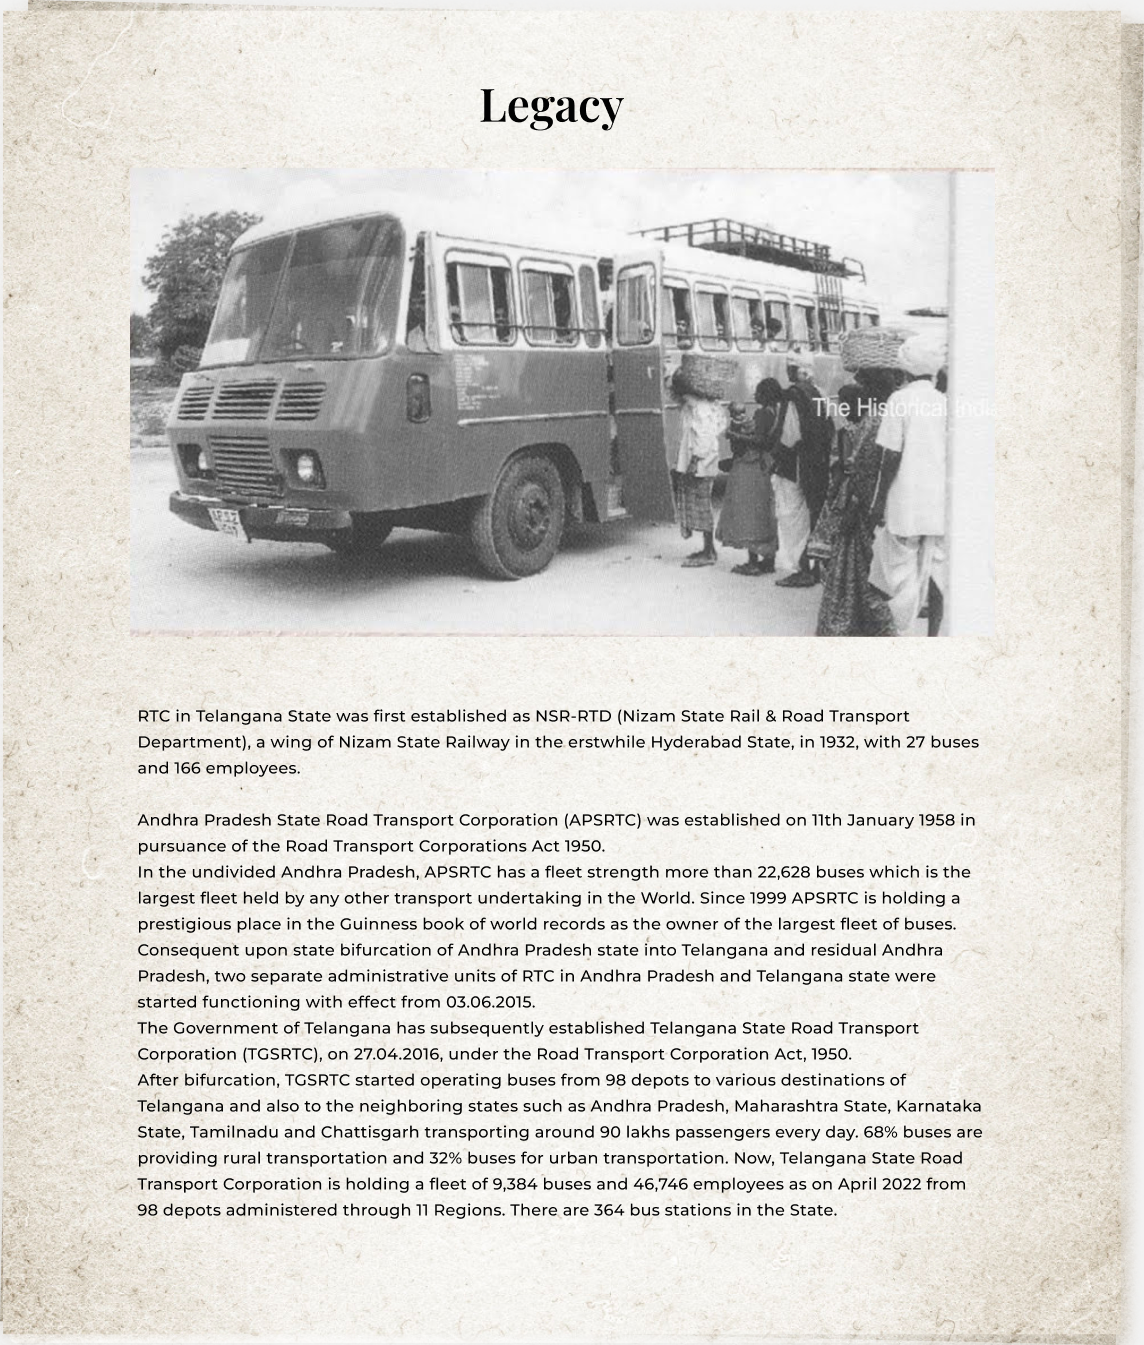 Legacy
The Historical India
RTC in Telangana State was first established as NSR-RTD (Nizam State Rail & Road Transport
Department), a wing of Nizam State Railway in the erstwhile Hyderabad State, in 1932, with 27 buses
and 166 employees.
Andhra Pradesh State Road Transport Corporation (APSRTC) was established on 11th January 1958 in
pursuance of the Road Transport Corporations Act 1950.
In the undivided Andhra Pradesh, APSRTC has a fleet strength more than 22,628 buses which is the
largest fleet held by any other transport undertaking in the World. Since 1999 APSRTC is holding a
prestigious place in the Guinness book of world records as the owner of the largest fleet of buses.
Consequent upon state bifurcation of Andhra Pradesh state into Telangana and residual Andhra
Pradesh, two separate administrative units of RTC in Andhra Pradesh and Telangana state were
started functioning with effect from 03.06.2015.
The Government of Telangana has subsequently established Telangana State Road Transport
Corporation (TGSRTC), on 27.04.2016, under the Road Transport Corporation Act, 1950.
After bifurcation, TGSRTC started operating buses from 98 depots to various destinations of
Telangana and also to the neighboring states such as Andhra Pradesh, Maharashtra State, Karnataka
State, Tamilnadu and Chattisgarh transporting around 90 lakhs passengers every day. 68% buses are
providing rural transportation and 32% buses for urban transportation. Now, Telangana State Road
Transport Corporation is holding a fleet of 9,384 buses and 46,746 employees as on April 2022 from
98 depots administered through 11 Regions. There are 364 bus stations in the State.